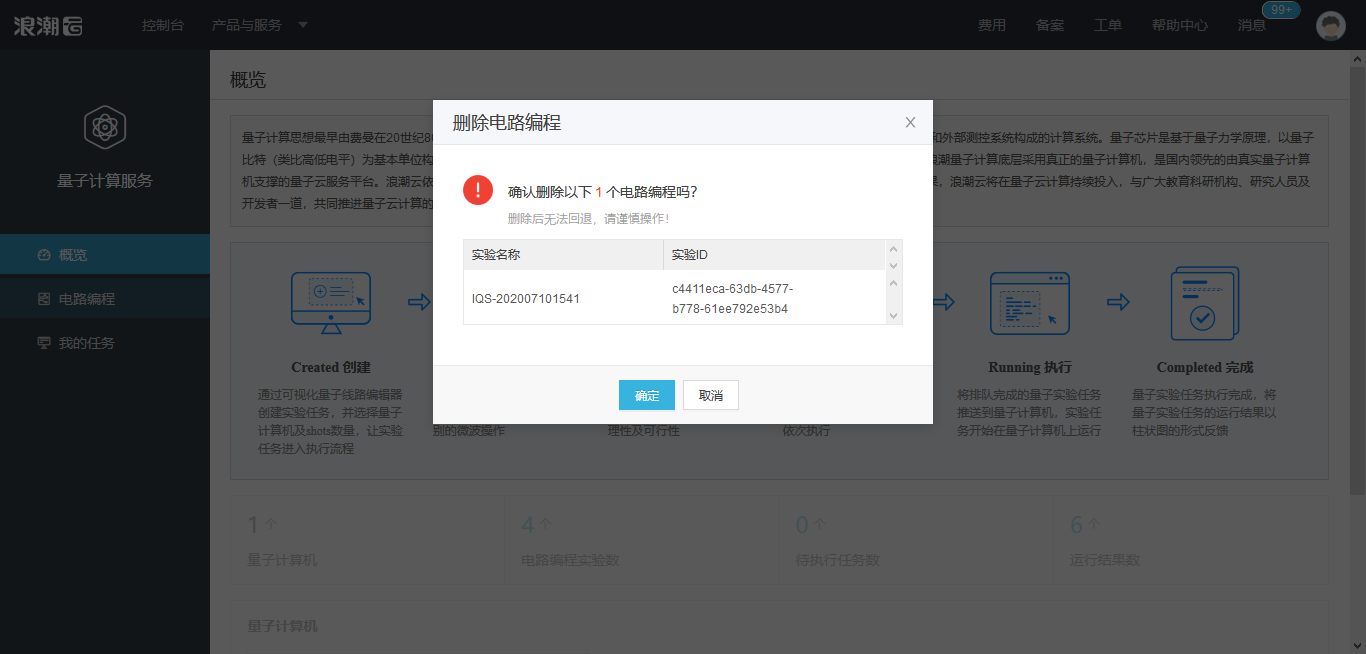 浪潮云
控制台
产品与服务
费用
备案
工单
帮助中心
消息
99+
量子计算服务
概览
电路编程
我的任务
概览
量子计算思想最早由费曼在20世纪8
和外部测控系统构成的计算系统。量子芯片是基于量子力学原理，以量子
比特（类比高低电平）为基本单位构
浪潮量子计算底层采用真正的量子计算机，是国内领先的由真实量子计算
机支撑的量子云服务平台。浪潮云依
，浪潮云将在量子云计算持续投入，与广大教育科研机构、研究人员及
开发者一道，共同推进量子云计算的
删除电路编程
确认删除以下 1 个电路编程吗?
删除后无法回退，请谨慎操作!
实验名称
实验ID
IQS-202007101541
c4411eca-63db-4577-
b778-61ee792e53b4
确定
取消
Created 创建
通过可视化量子线路编辑器
创建实验任务，并选择量子
计算机及shots数量，让实验
任务进入执行流程
别的微波操作
理性及可行性
依次执行
Running 执行
将排队完成的量子实验任务
推送到量子计算机，实验任
务开始在量子计算机上运行
Completed 完成
量子实验任务执行完成，将
量子实验任务的运行结果以
柱状图的形式反馈
1 个
量子计算机
4 个
电路编程实验数
0 个
待执行任务数
6 个
运行结果数
量子计算机